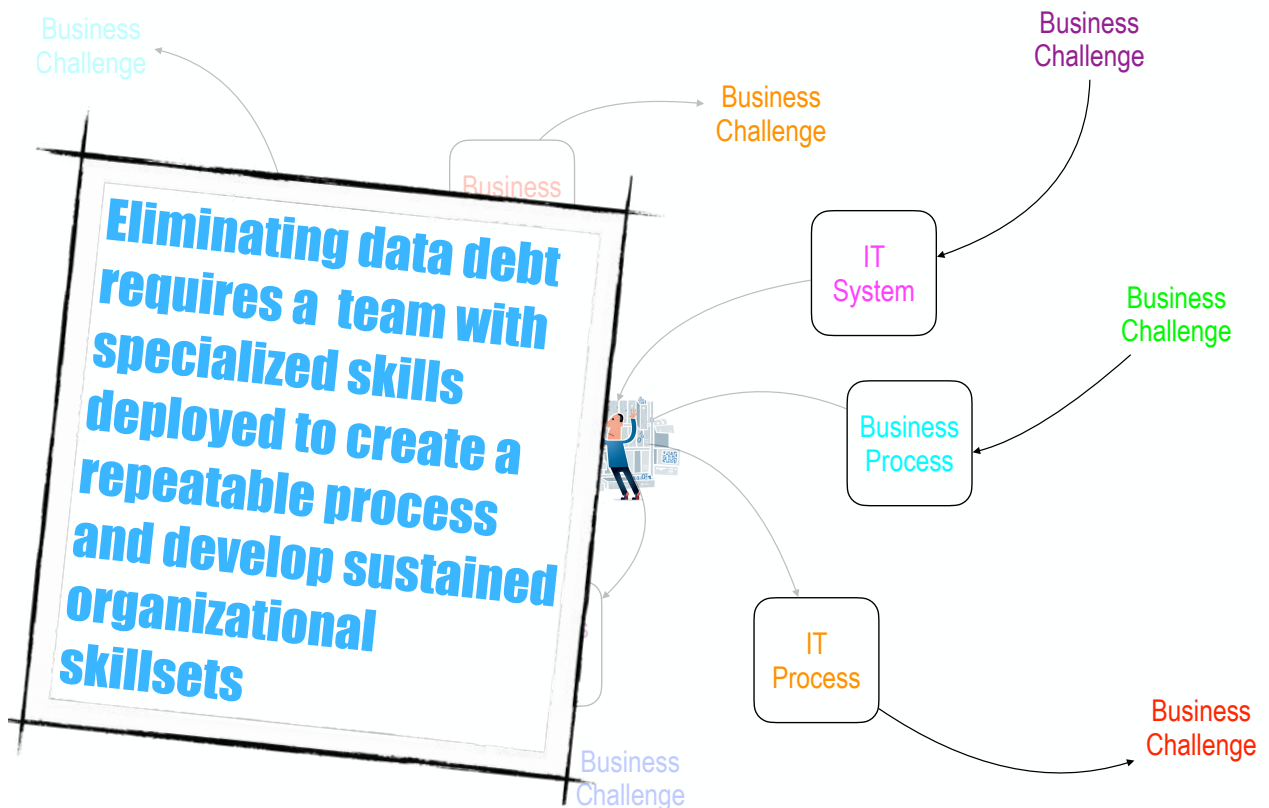 Business
Challenge
Business
Challenge
Business
Challenge
Business
Eliminating data debt
requires a  team with
specialized skills
deployed to create a
repeatable process
and develop sustained
organizational
skillsets
IT
System
Business
Challenge
Business
Process
IT
Process
Business
Challenge
Business
Challenge